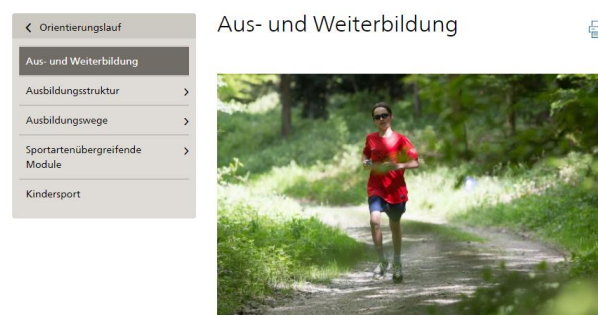 Orientierungslauf
Aus- und Weiterbildung
Ausbildungsstruktur
Ausbildungswege
Sportartenübergreifende
Module
Kindersport
Aus- und Weiterbildung